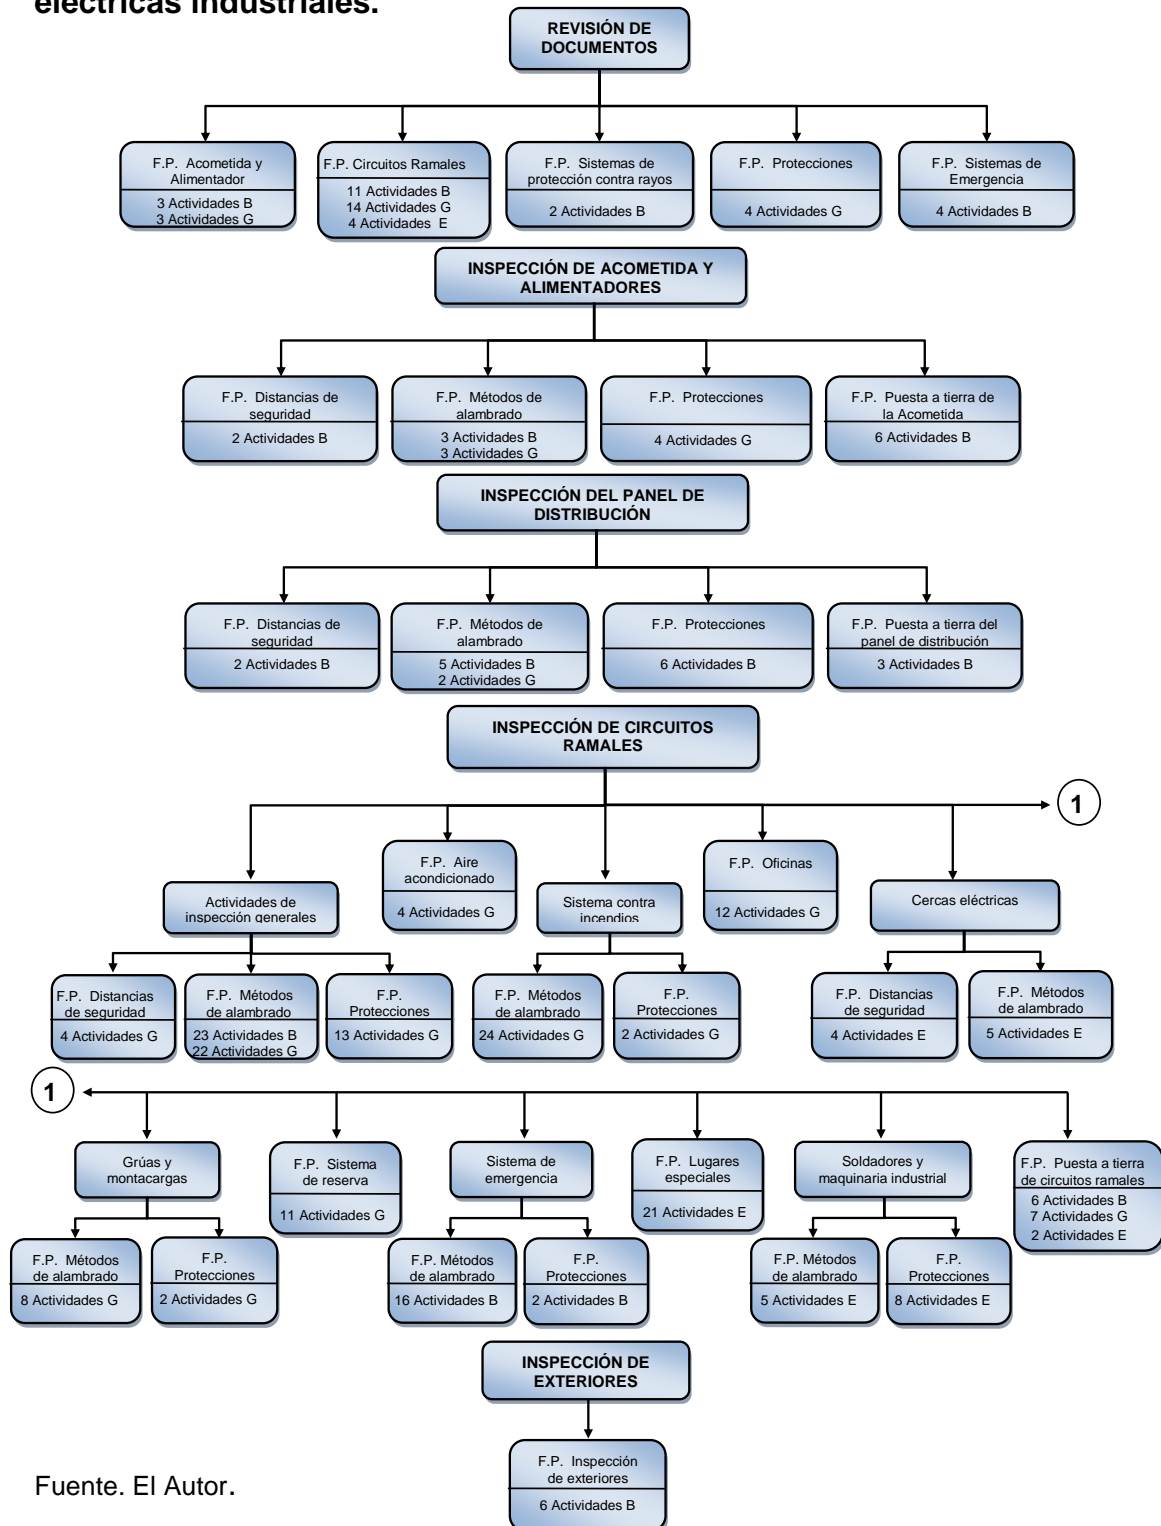 eléctricas industriales.
REVISIÓN DE
DOCUMENTOS
F.P. Acometida y
Alimentador
3 Actividades B
3 Actividades G
F.P. Circuitos Ramales
11 Actividades B
14 Actividades G
4 Actividades E
F.P. Sistemas de
protección contra rayos
2 Actividades B
F.P. Protecciones
4 Actividades G
F.P. Sistemas de
Emergencia
4 Actividades B
INSPECCIÓN DE ACOMETIDA Y
ALIMENTADORES
F.P. Distancias de
seguridad
2 Actividades B
F.P. Métodos de
alambrado
3 Actividades B
3 Actividades G
F.P. Protecciones
4 Actividades G
F.P. Puesta a tierra de
la Acometida
6 Actividades B
INSPECCIÓN DEL PANEL DE
DISTRIBUCIÓN
F.P. Distancias de
seguridad
2 Actividades B
F.P. Métodos de
alambrado
5 Actividades B
2 Actividades G
F.P. Protecciones
6 Actividades B
F.P. Puesta a tierra del
panel de distribución
3 Actividades B
INSPECCIÓN DE CIRCUITOS
RAMALES
1
F.P. Aire
acondicionado
4 Actividades G
F.P. Oficinas
12 Actividades G
Actividades de
inspección generales
Sistema contra
incendios
Cercas eléctricas
F.P. Distancias
de seguridad
4 Actividades G
F.P. Métodos
de alambrado
23 Actividades B
22 Actividades G
F.P.
Protecciones
13 Actividades G
F.P. Métodos
de alambrado
24 Actividades G
F.P.
Protecciones
2 Actividades G
F.P. Distancias
de seguridad
4 Actividades E
F.P. Métodos
de alambrado
5 Actividades E
1
Grúas y
montacargas
F.P. Sistema
de reserva
11 Actividades G
Sistema de
emergencia
F.P. Lugares
especiales
21 Actividades E
Soldadores y
maquinaria industrial
F.P. Puesta a tierra
de circuitos ramales
6 Actividades B
7 Actividades G
2 Actividades E
F.P. Métodos
de alambrado
8 Actividades G
F.P.
Protecciones
2 Actividades G
F.P. Métodos
de alambrado
16 Actividades B
F.P.
Protecciones
2 Actividades B
F.P. Métodos
de alambrado
5 Actividades E
F.P.
Protecciones
8 Actividades E
INSPECCIÓN DE
EXTERIORES
F.P. Inspección
de exteriores
6 Actividades B
Fuente. El Autor.